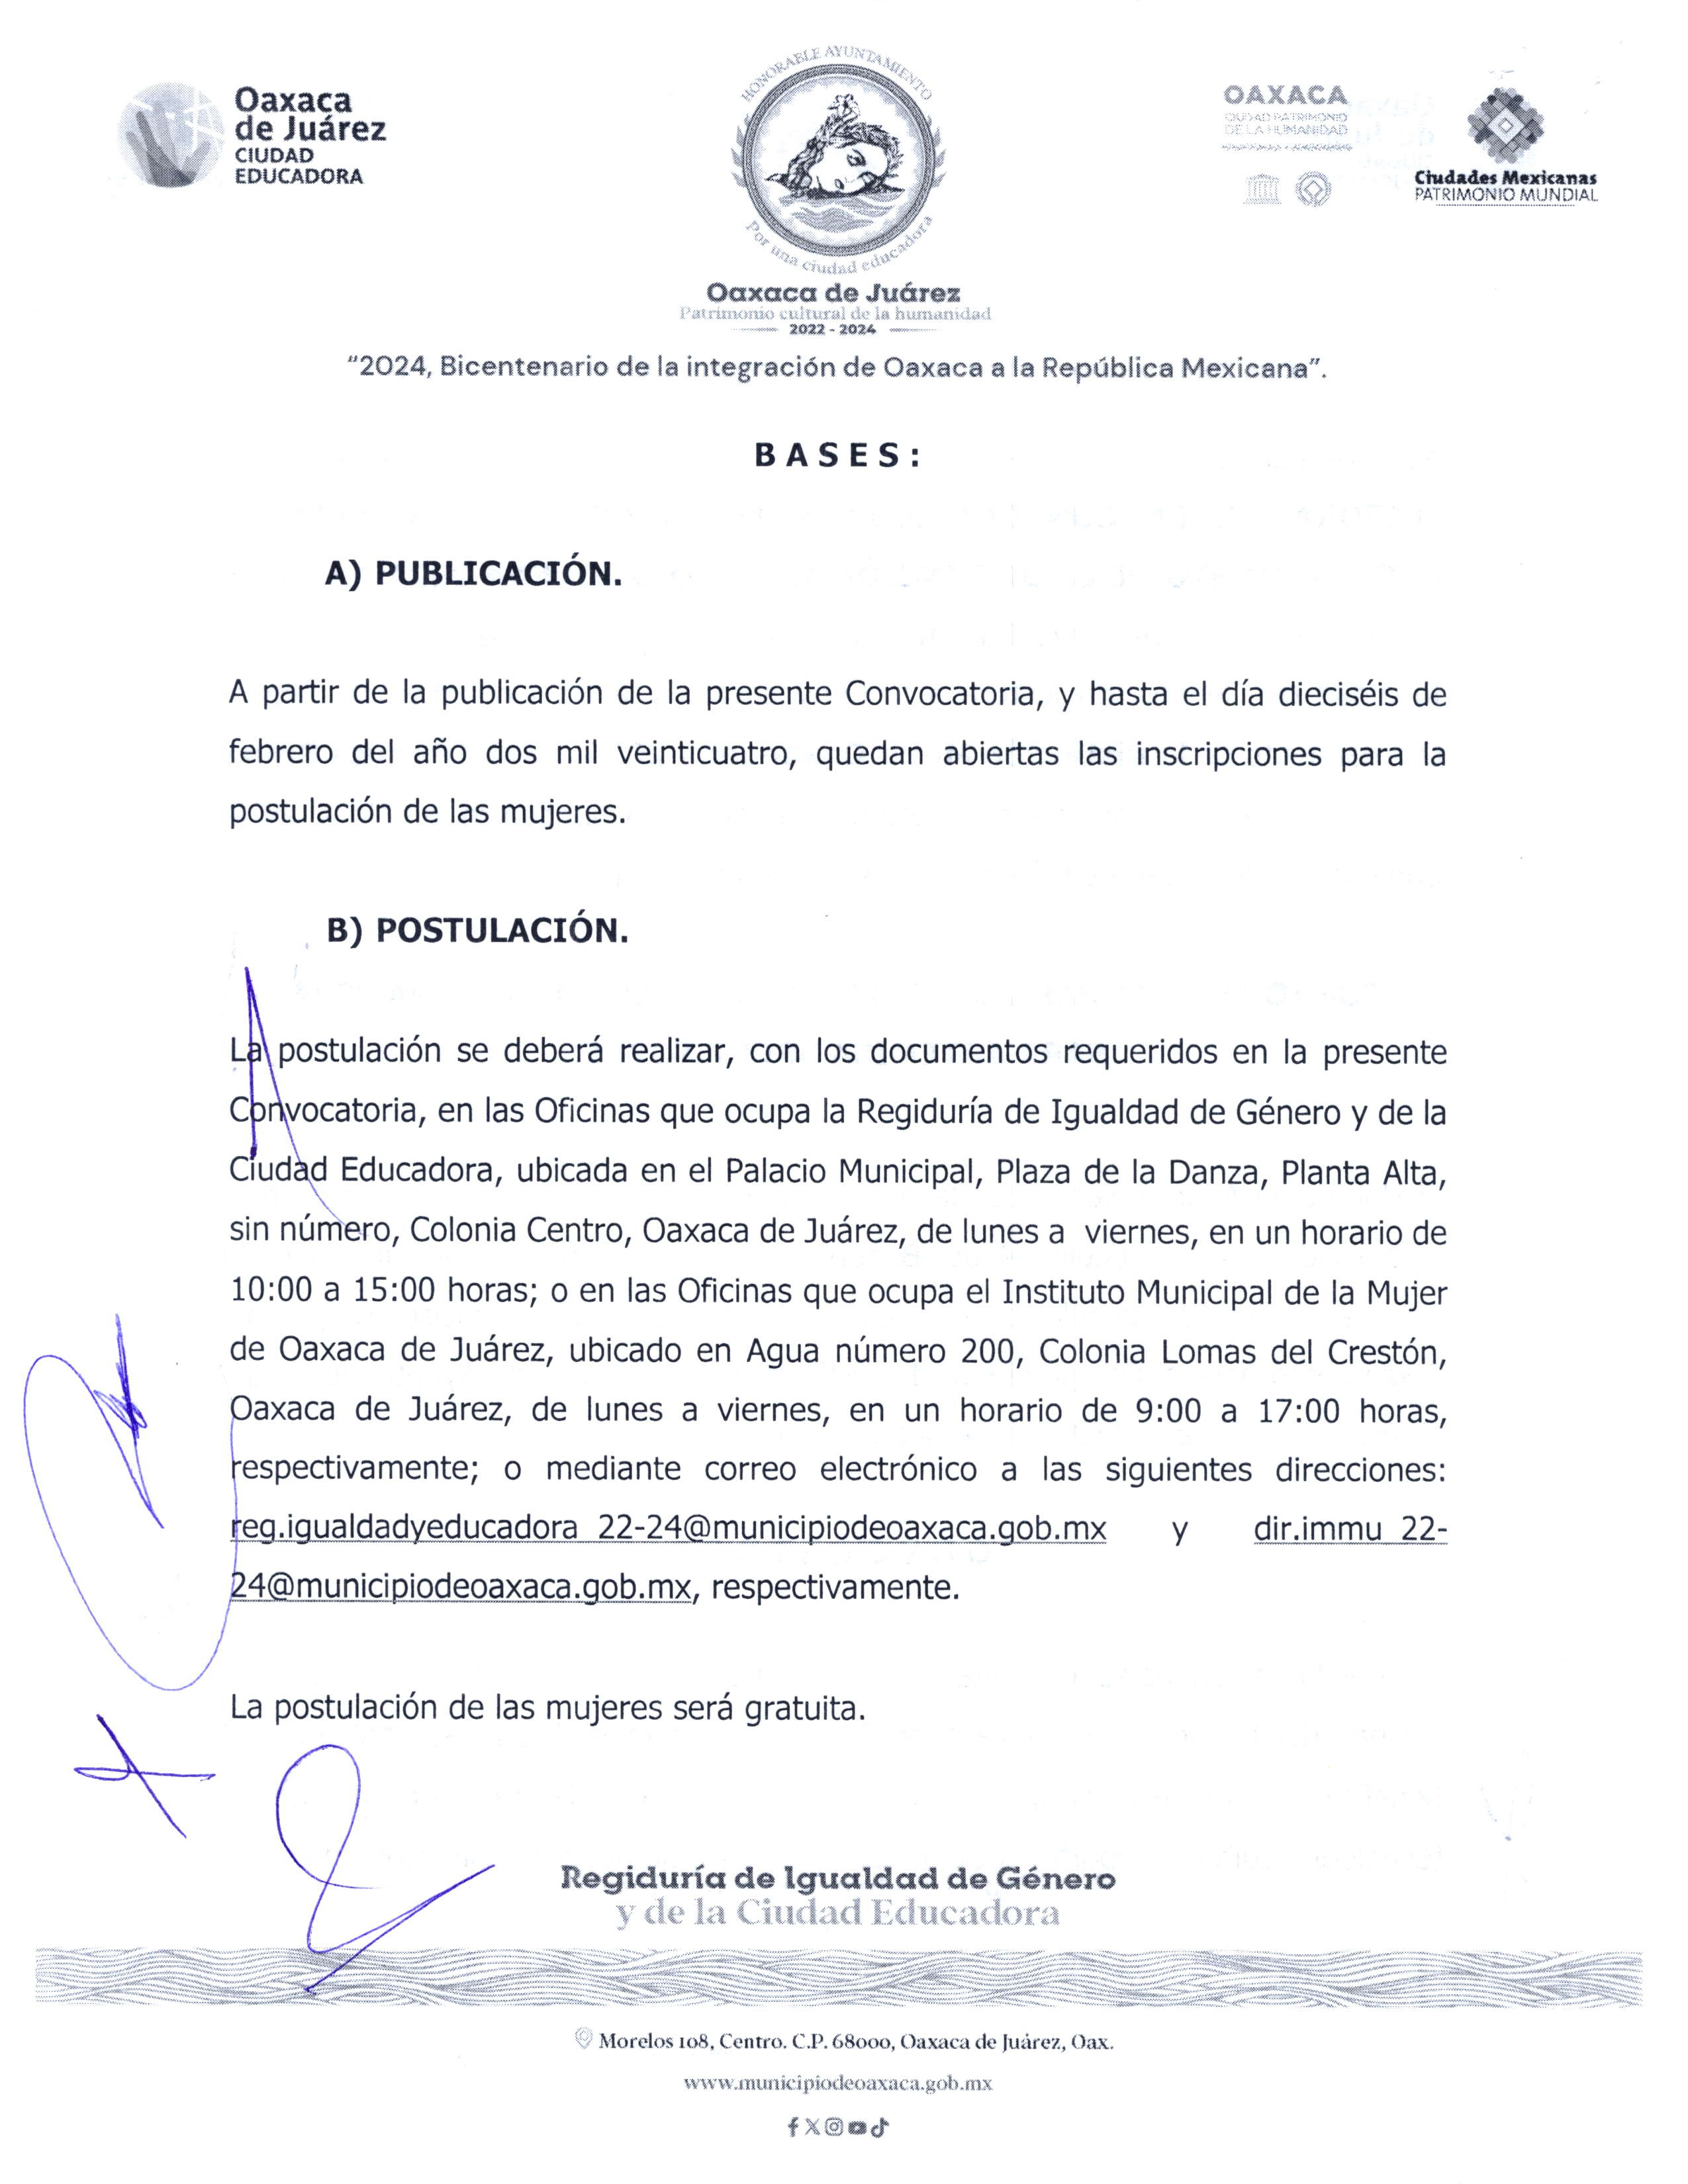 Oaxaca
de Juárez
CIUDAD
EDUCADORA
HONORABLE AYUNTAMIENTO
Por una ciudad educadora
Oaxaca de Juárez
Patrimonio cultural de la humanidad
2022 - 2024
OAXACA
CIUDAD PATRIMONIO
DE LA HUMANIDAD
Ciudades Mexicanas
PATRIMONIO MUNDIAL
“2024, Bicentenario de la integración de Oaxaca a la República Mexicana”.
B A S E S :
A) PUBLICACIÓN.
A partir de la publicación de la presente Convocatoria, y hasta el día dieciséis de
febrero del año dos mil veinticuatro, quedan abiertas las inscripciones para la
postulación de las mujeres.
B) POSTULACIÓN.
La postulación se deberá realizar, con los documentos requeridos en la presente
Convocatoria, en las Oficinas que ocupa la Regiduría de Igualdad de Género y de la
Ciudad Educadora, ubicada en el Palacio Municipal, Plaza de la Danza, Planta Alta,
sin número, Colonia Centro, Oaxaca de Juárez, de lunes a viernes, en un horario de
10:00 a 15:00 horas; o en las Oficinas que ocupa el Instituto Municipal de la Mujer
de Oaxaca de Juárez, ubicado en Agua número 200, Colonia Lomas del Crestón,
Oaxaca de Juárez, de lunes a viernes, en un horario de 9:00 a 17:00 horas,
respectivamente; o mediante correo electrónico a las siguientes direcciones:
reg.igualdadyeducadora_22-24@municipiodeoaxaca.gob.mx y dir.immu_22-
24@municipiodeoaxaca.gob.mx, respectivamente.
La postulación de las mujeres será gratuita.
Regiduría de Igualdad de Género
y de la Ciudad Educadora
Morelos 108, Centro. C.P. 68000, Oaxaca de Juárez, Oax.
www.municipiodeoaxaca.gob.mx